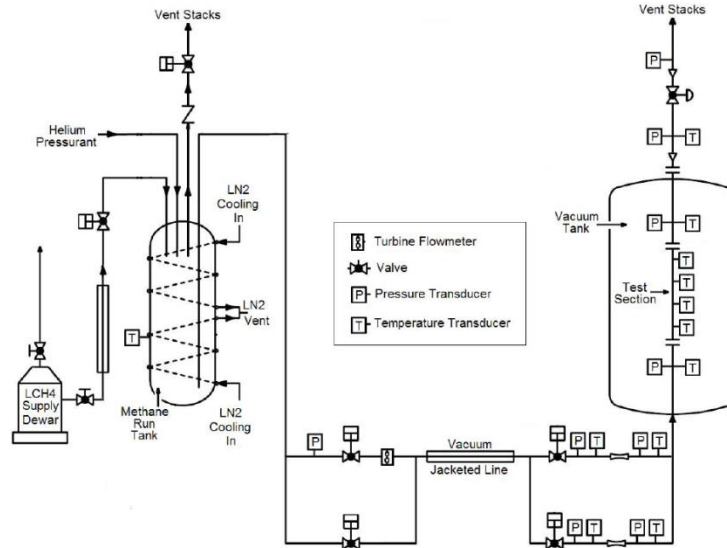 Vent Stacks
Vent Stacks
P
Helium
Pressurant
LN2
Cooling
In
P
T
Vacuum
Tank
P
T
Turbine Flowmeter
Valve
P
Pressure Transducer
T
Temperature Transducer
T
Test
Section
T
T
T
LN2
Vent
T
P
T
LCH4
Supply
Dewar
Methane
Run
Tank
LN2
Cooling
In
P
Vacuum
Jacketed Line
P
T
P
T
P
T
P
T